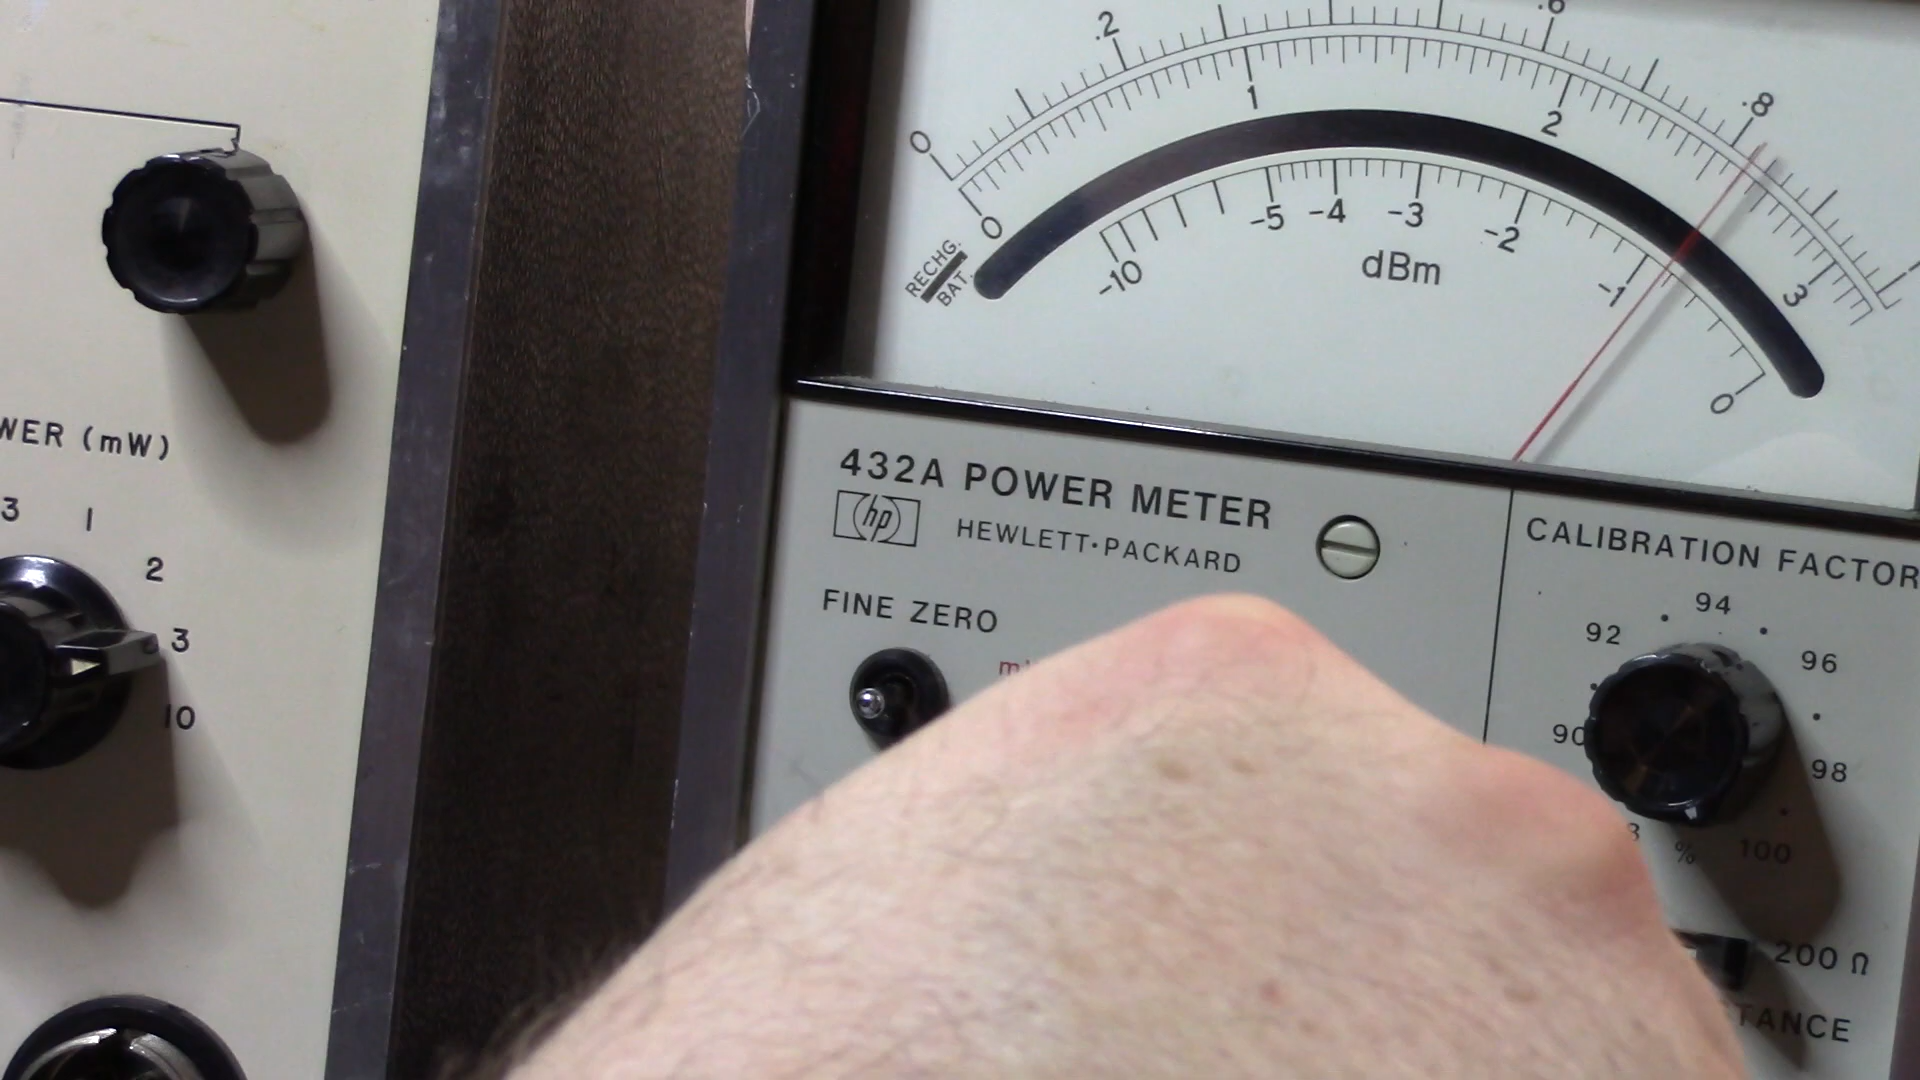 WER (mW)
3 1
2
3
10
0 .2 .6 .8
0 1 2 3
RECHG.
BAT.
-10 -5 -4 -3 -2 -1 0
dBm
432A POWER METER
hp HEWLETT•PACKARD
FINE ZERO
CALIBRATION FACTOR
94
92 96
90 98
% 100
200 Ω
TANCE